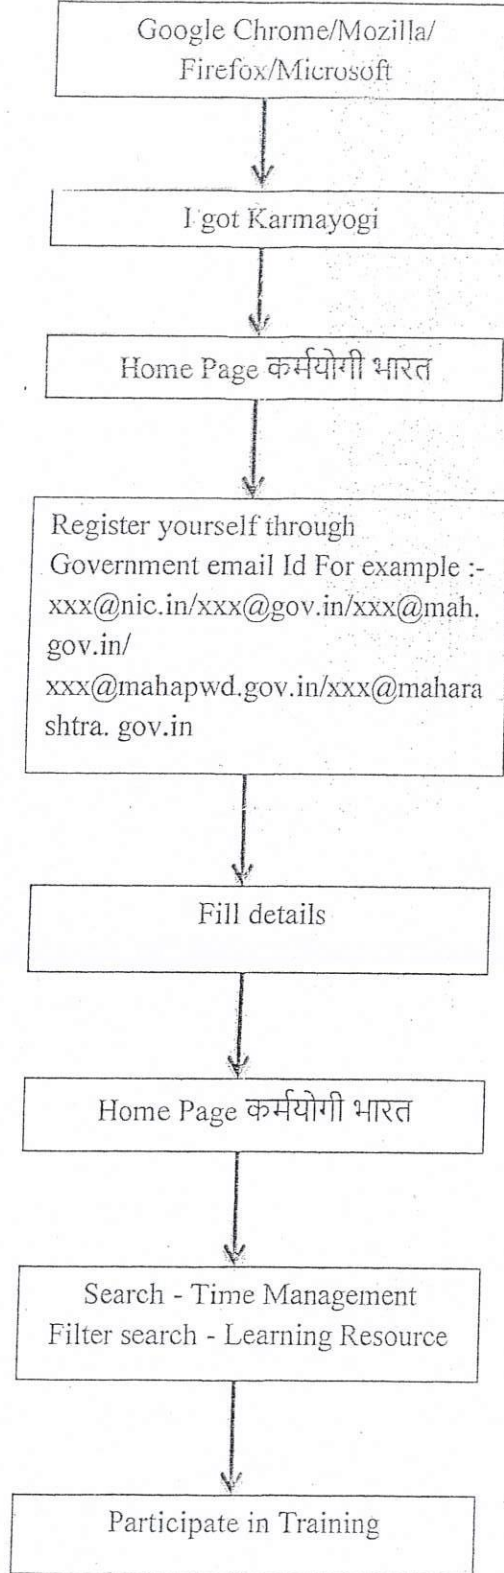 Google Chrome/Mozilla/
Firefox/Microsoft
I got Karmayogi
Home Page कर्मयोगी भारत
Register yourself through
Government email Id For example :-
xxx@nic.in/xxx@gov.in/xxx@mah.
gov.in/
xxx@mahapwd.gov.in/xxx@mahara
shtra. gov.in
Fill details
Home Page कर्मयोगी भारत
Search - Time Management
Filter search - Learning Resource
Participate in Training